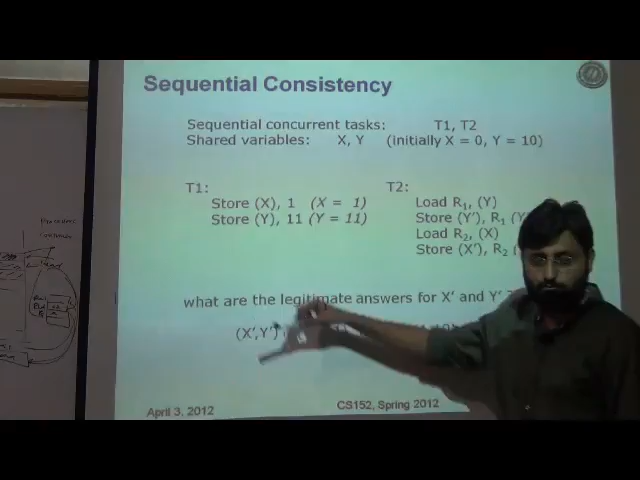 Sequential Consistency
Sequential concurrent tasks: T1, T2
Shared variables: X, Y (initially X = 0, Y = 10)
T1: T2:
Store (X), 1 (X = 1) Load R1, (Y)
Store (Y), 11 (Y = 11) Store (Y'), R1 (Y
Load R2, (X)
Store (X'), R2 (
what are the legitimate answers for X' and Y'
(X',Y')
April 3, 2012 CS152, Spring 2012